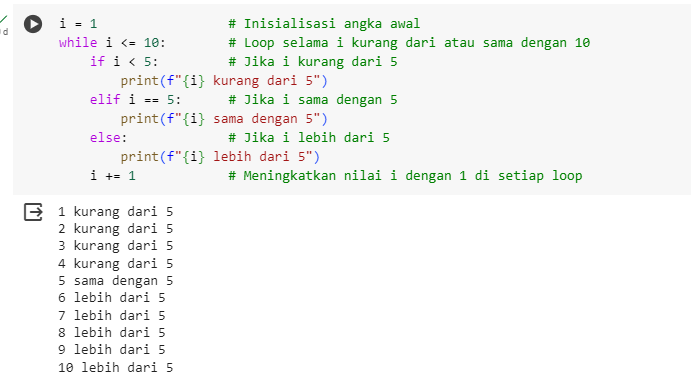 i = 1 # Inisialisasi angka awal
while i <= 10: # Loop selama i kurang dari atau sama dengan 10
if i < 5: # Jika i kurang dari 5
print(f"{i} kurang dari 5")
elif i == 5: # Jika i sama dengan 5
print(f"{i} sama dengan 5")
else: # Jika i lebih dari 5
print(f"{i} lebih dari 5")
i += 1 # Meningkatkan nilai i dengan 1 di setiap loop
1 kurang dari 5
2 kurang dari 5
3 kurang dari 5
4 kurang dari 5
5 sama dengan 5
6 lebih dari 5
7 lebih dari 5
8 lebih dari 5
9 lebih dari 5
10 lebih dari 5